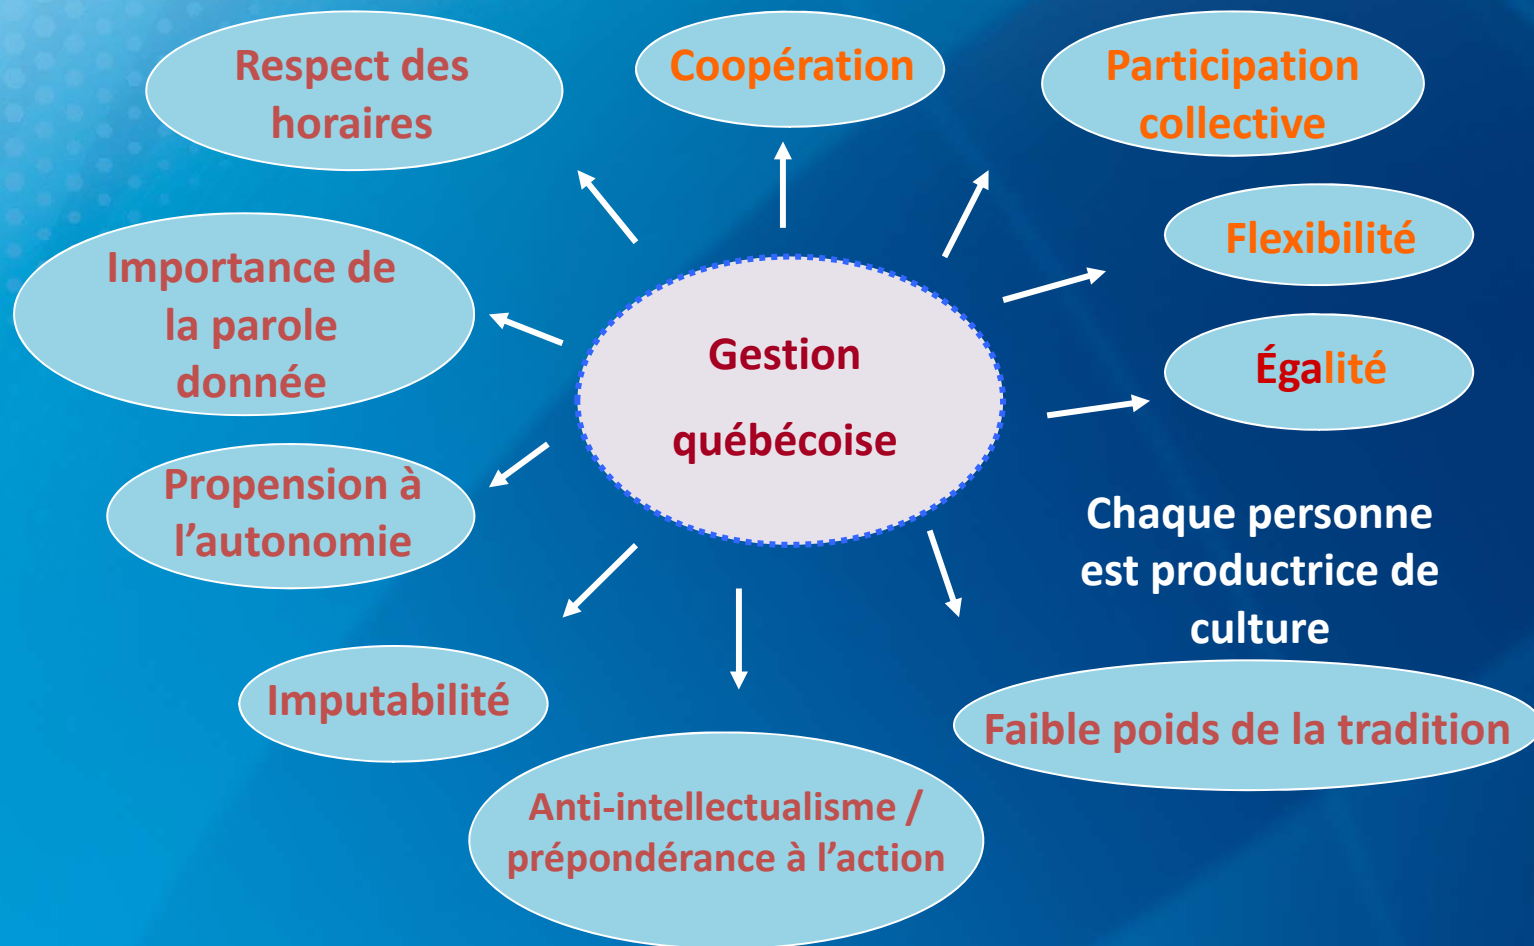 Respect des
horaires
Coopération
Participation
collective
Importance de
la parole
donnée
Flexibilité
Gestion
québécoise
Égalité
Propension à
l’autonomie
Chaque personne
est productrice de
culture
Imputabilité
Faible poids de la tradition
Anti-intellectualisme /
prépondérance à l’action